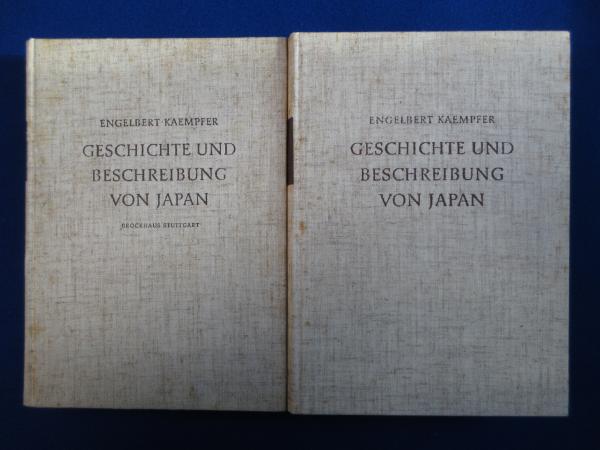 ENGELBERT KAEMPFER
GESCHICHTE UND
BESCHREIBUNG
VON JAPAN
BROCKHAUS STUTTGART
ENGELBERT KAEMPFER
GESCHICHTE UND
BESCHREIBUNG
VON JAPAN